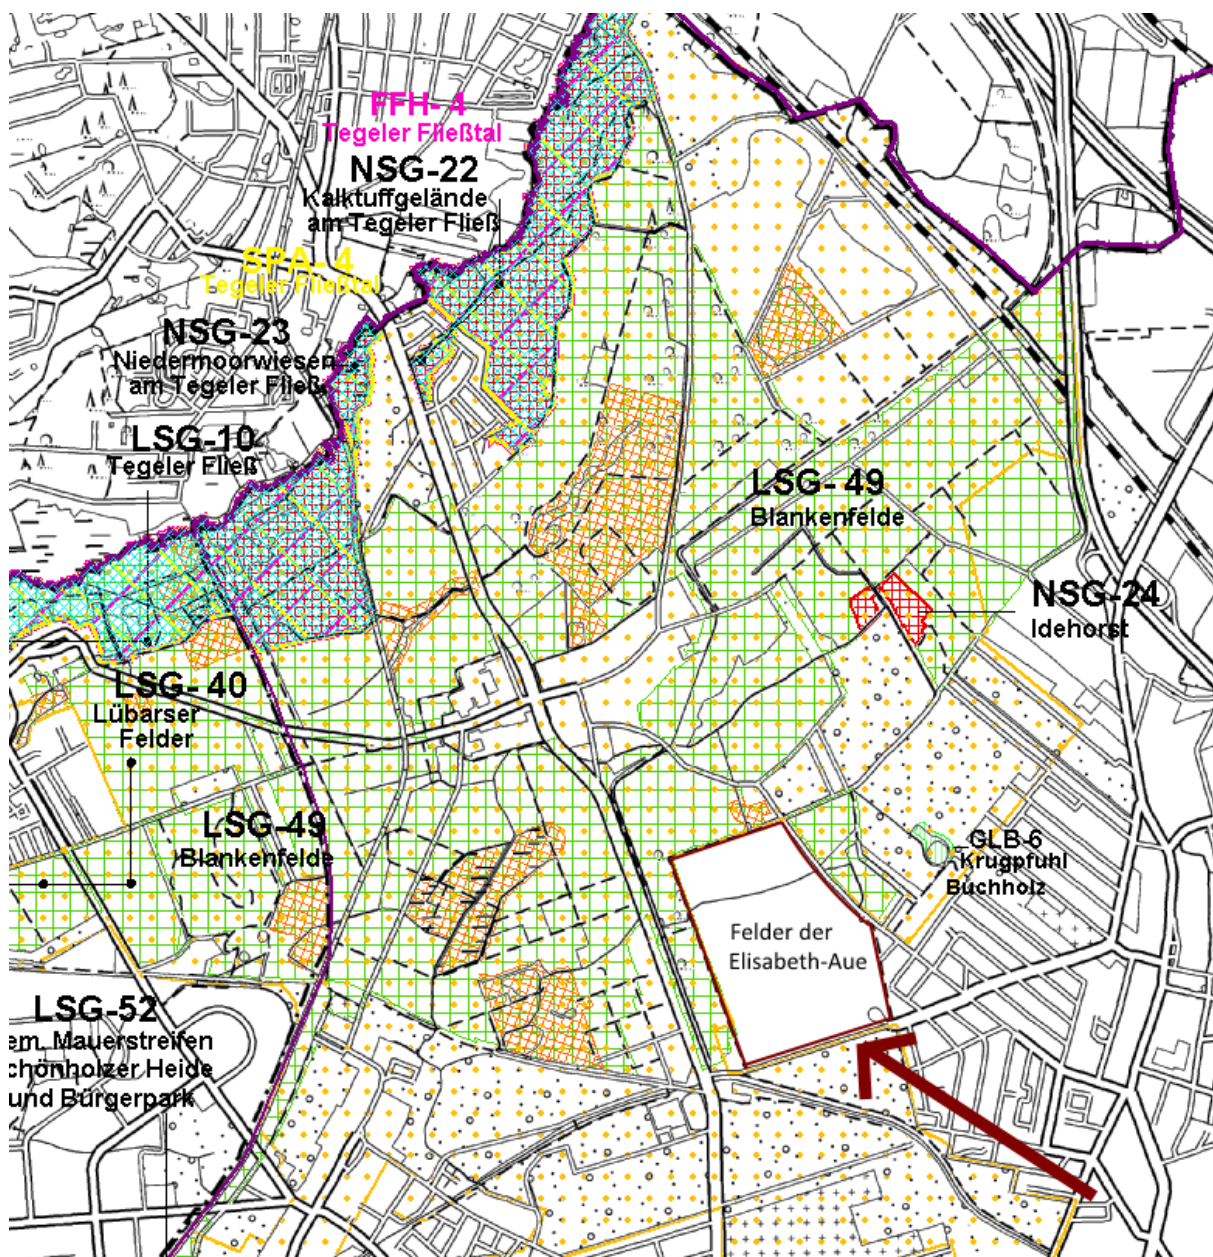 FFH- 4
Tegeler Fließtal
NSG-22
Kalktuffgelände
am Tegeler Fließ
SPA- 4
Tegeler Fließtal
NSG-23
Niedermoorwiesen
am Tegeler Fließ
LSG-10
Tegeler Fließ
LSG- 49
Blankenfelde
NSG-24
Idehorst
LSG- 40
Lübarser
Felder
LSG-49
Blankenfelde
GLB-6
Krugpfuhl
Buchholz
Felder der
Elisabeth-Aue
LSG-52
em. Mauerstreifen
chönholzer Heide
und Bürgerpark